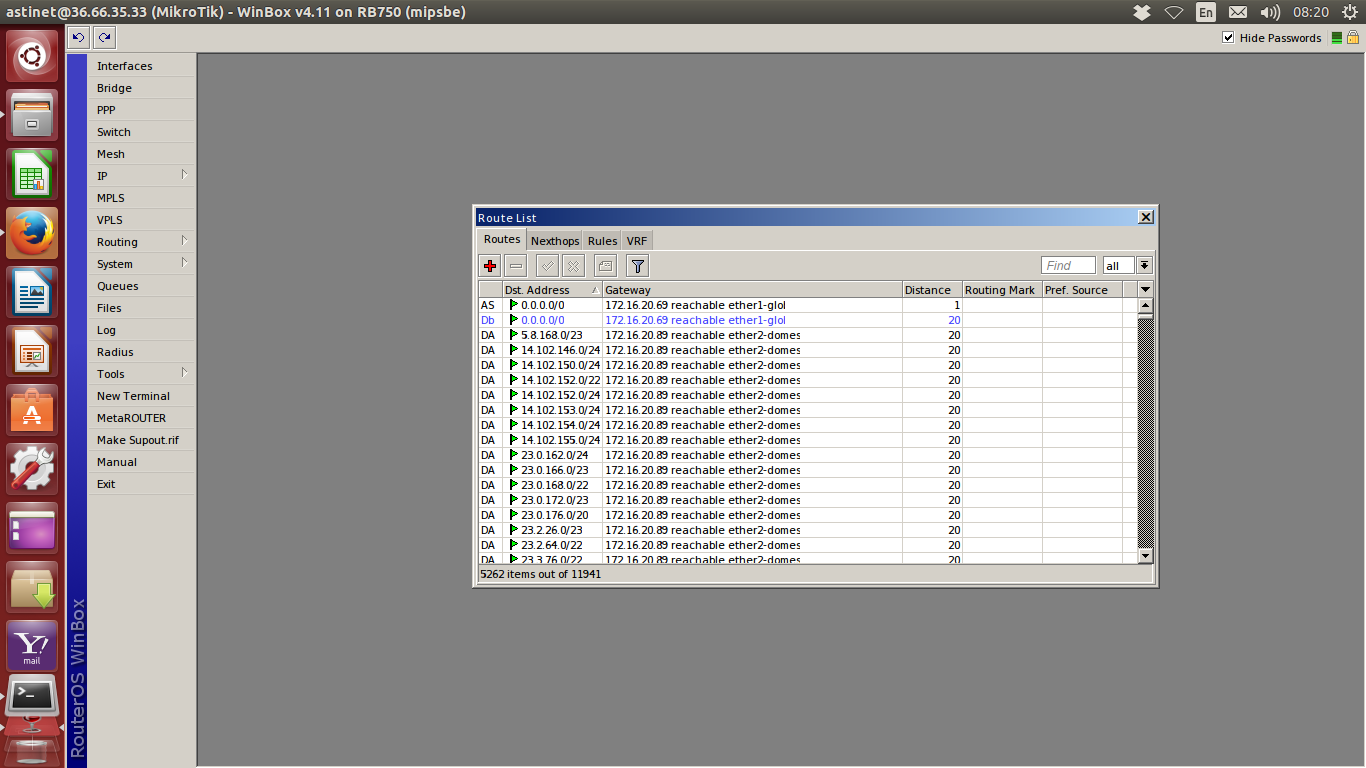 astinet@36.66.35.33 (MikroTik) - WinBox v4.11 on RB750 (mipsbe)
En
08:20
Hide Passwords
Interfaces
Bridge
PPP
Switch
Mesh
IP
MPLS
VPLS
Routing
System
Queues
Files
Log
Radius
Tools
New Terminal
MetaROUTER
Make Supout.rif
Manual
Exit
RouterOS WinBox
Y!
mail
Route List
Routes Nexthops Rules VRF
Find all
Dst. Address Gateway Distance Routing Mark Pref. Source
AS 0.0.0.0/0 172.16.20.69 reachable ether1-glol 1
Db 0.0.0.0/0 172.16.20.69 reachable ether1-glol 20
DA 5.8.168.0/23 172.16.20.89 reachable ether2-domes 20
DA 14.102.146.0/24 172.16.20.89 reachable ether2-domes 20
DA 14.102.150.0/24 172.16.20.89 reachable ether2-domes 20
DA 14.102.152.0/22 172.16.20.89 reachable ether2-domes 20
DA 14.102.152.0/24 172.16.20.89 reachable ether2-domes 20
DA 14.102.153.0/24 172.16.20.89 reachable ether2-domes 20
DA 14.102.154.0/24 172.16.20.89 reachable ether2-domes 20
DA 14.102.155.0/24 172.16.20.89 reachable ether2-domes 20
DA 23.0.162.0/24 172.16.20.89 reachable ether2-domes 20
DA 23.0.166.0/23 172.16.20.89 reachable ether2-domes 20
DA 23.0.168.0/22 172.16.20.89 reachable ether2-domes 20
DA 23.0.172.0/23 172.16.20.89 reachable ether2-domes 20
DA 23.0.176.0/20 172.16.20.89 reachable ether2-domes 20
DA 23.2.26.0/23 172.16.20.89 reachable ether2-domes 20
DA 23.2.64.0/22 172.16.20.89 reachable ether2-domes 20
DA 23.3.76.0/22 172.16.20.89 reachable ether2-domes 20
5262 items out of 11941